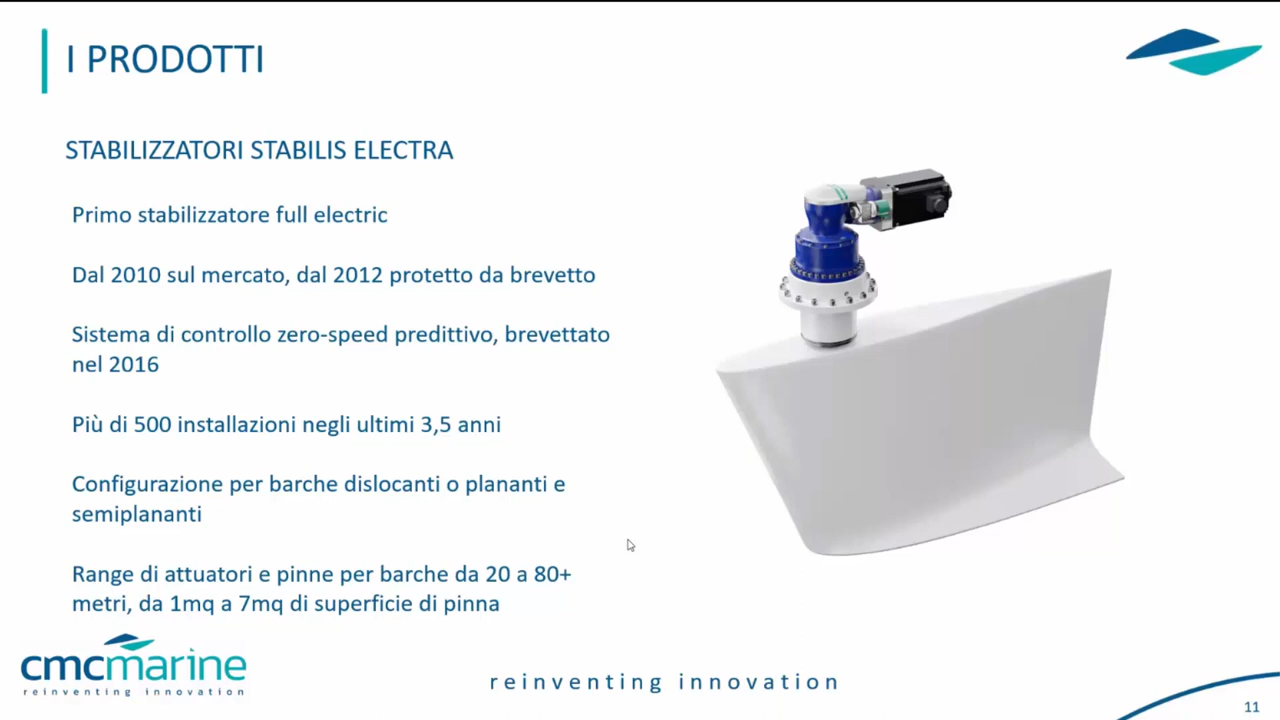 I PRODOTTI
STABILIZZATORI STABILIS ELECTRA
Primo stabilizzatore full electric
Dal 2010 sul mercato, dal 2012 protetto da brevetto
Sistema di controllo zero-speed predittivo, brevettato
nel 2016
Più di 500 installazioni negli ultimi 3,5 anni
Configurazione per barche dislocanti o plananti e
semiplananti
Range di attuatori e pinne per barche da 20 a 80+
metri, da 1mq a 7mq di superficie di pinna
cmcmarine
reinventing innovation
reinventing innovation
11